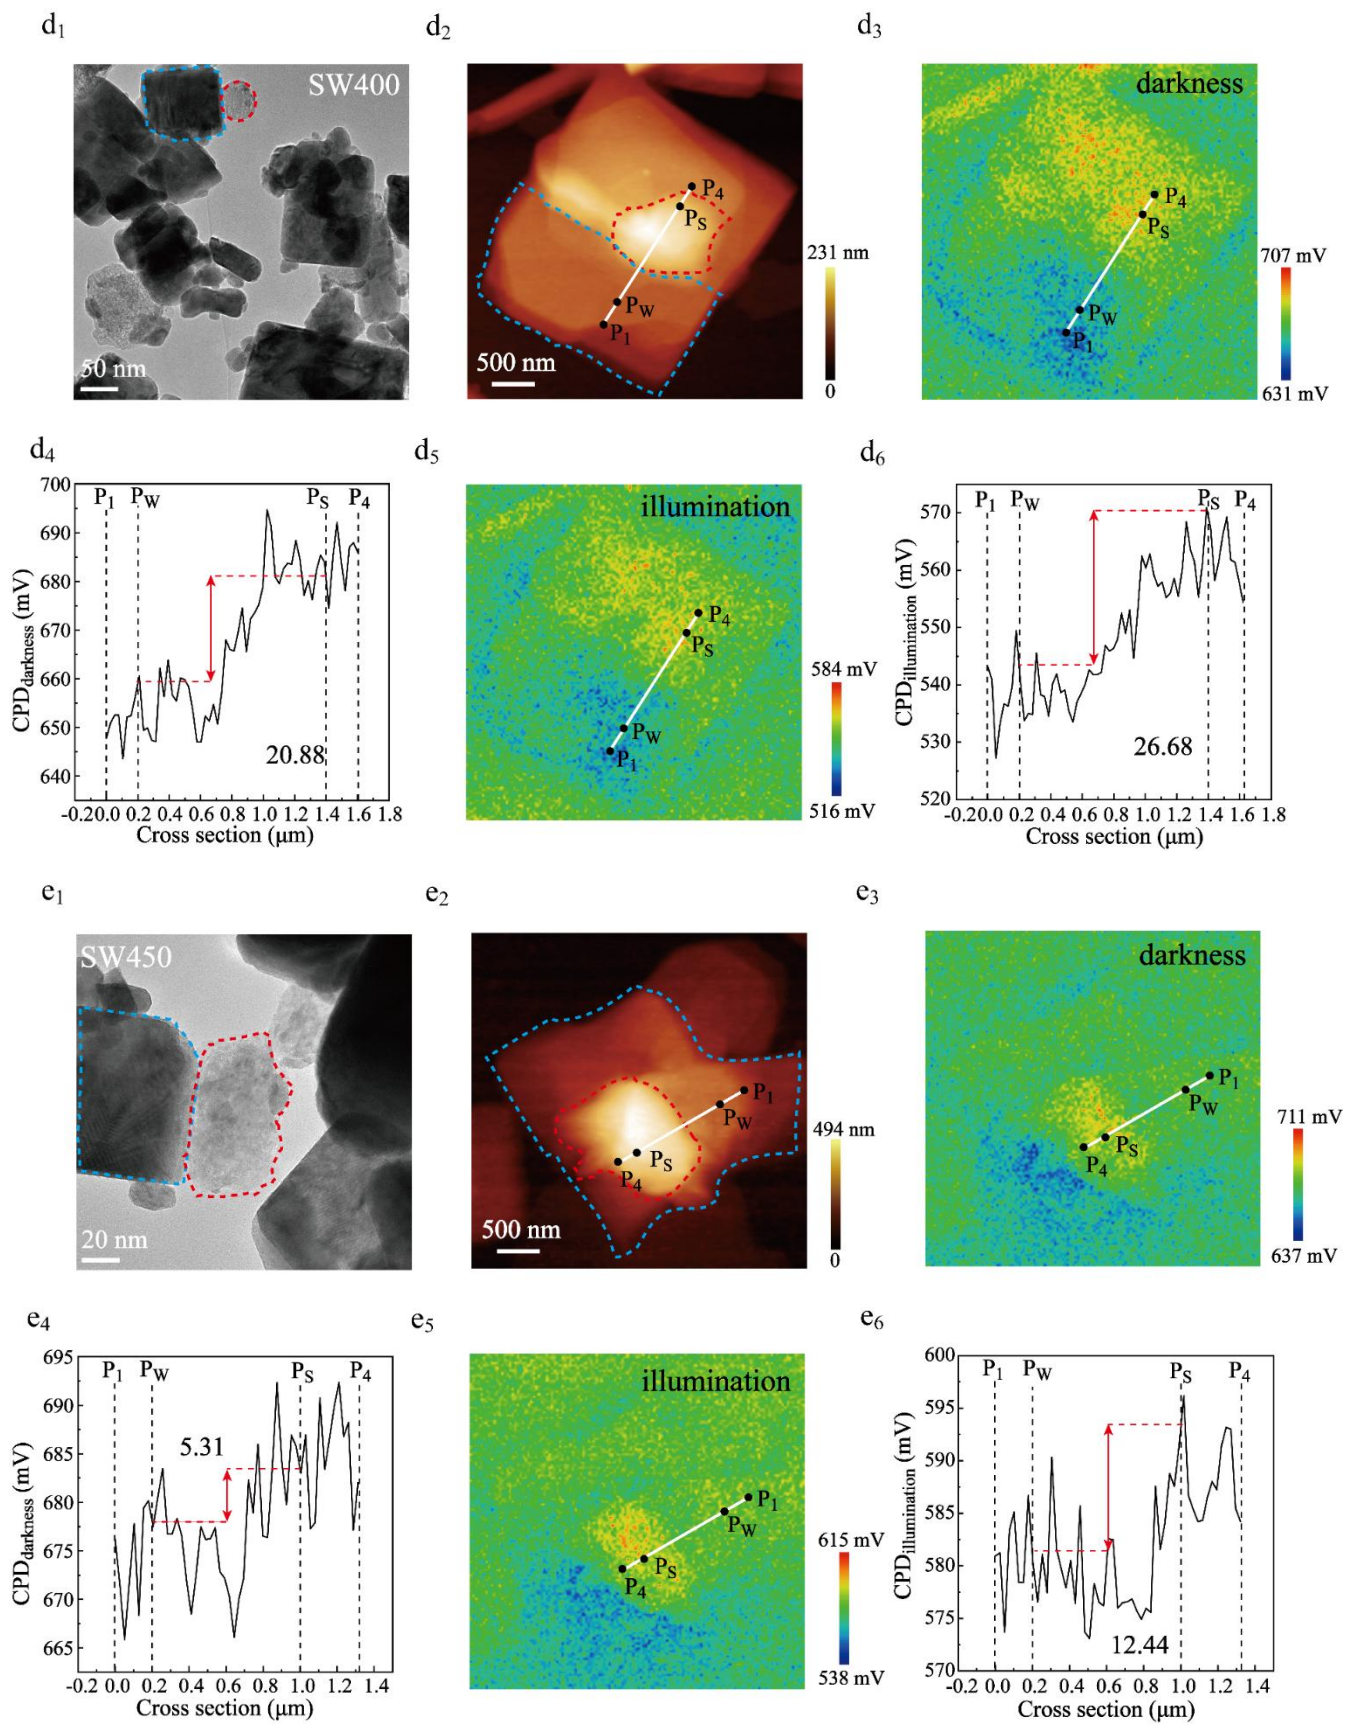 d1
d2
d3
SW400
50 nm
P4
PS
PW
P1
500 nm
231 nm
0
darkness
P4
PS
PW
P1
707 mV
631 mV
d4
d5
d6
700
690
680
670
660
650
640
CPDdarkness (mV)
P1 PW PS P4
20.88
-0.2 0.0 0.2 0.4 0.6 0.8 1.0 1.2 1.4 1.6 1.8
Cross section (μm)
illumination
P4
PS
PW
P1
584 mV
516 mV
570
560
550
540
530
520
CPDillumination (mV)
P1 PW PS P4
26.68
-0.2 0.0 0.2 0.4 0.6 0.8 1.0 1.2 1.4 1.6 1.8
Cross section (μm)
e1
e2
e3
SW450
20 nm
P1
PW
PS
P4
500 nm
494 nm
0
darkness
P1
PW
PS
P4
711 mV
637 mV
e4
e5
e6
695
690
685
680
675
670
665
CPDdarkness (mV)
P1 PW PS P4
5.31
0.0 0.2 0.4 0.6 0.8 1.0 1.2 1.4
Cross section (μm)
illumination
P1
PW
PS
P4
615 mV
538 mV
600
595
590
585
580
575
570
CPDillumination (mV)
P1 PW PS P4
12.44
0.0 0.2 0.4 0.6 0.8 1.0 1.2 1.4
Cross section (μm)